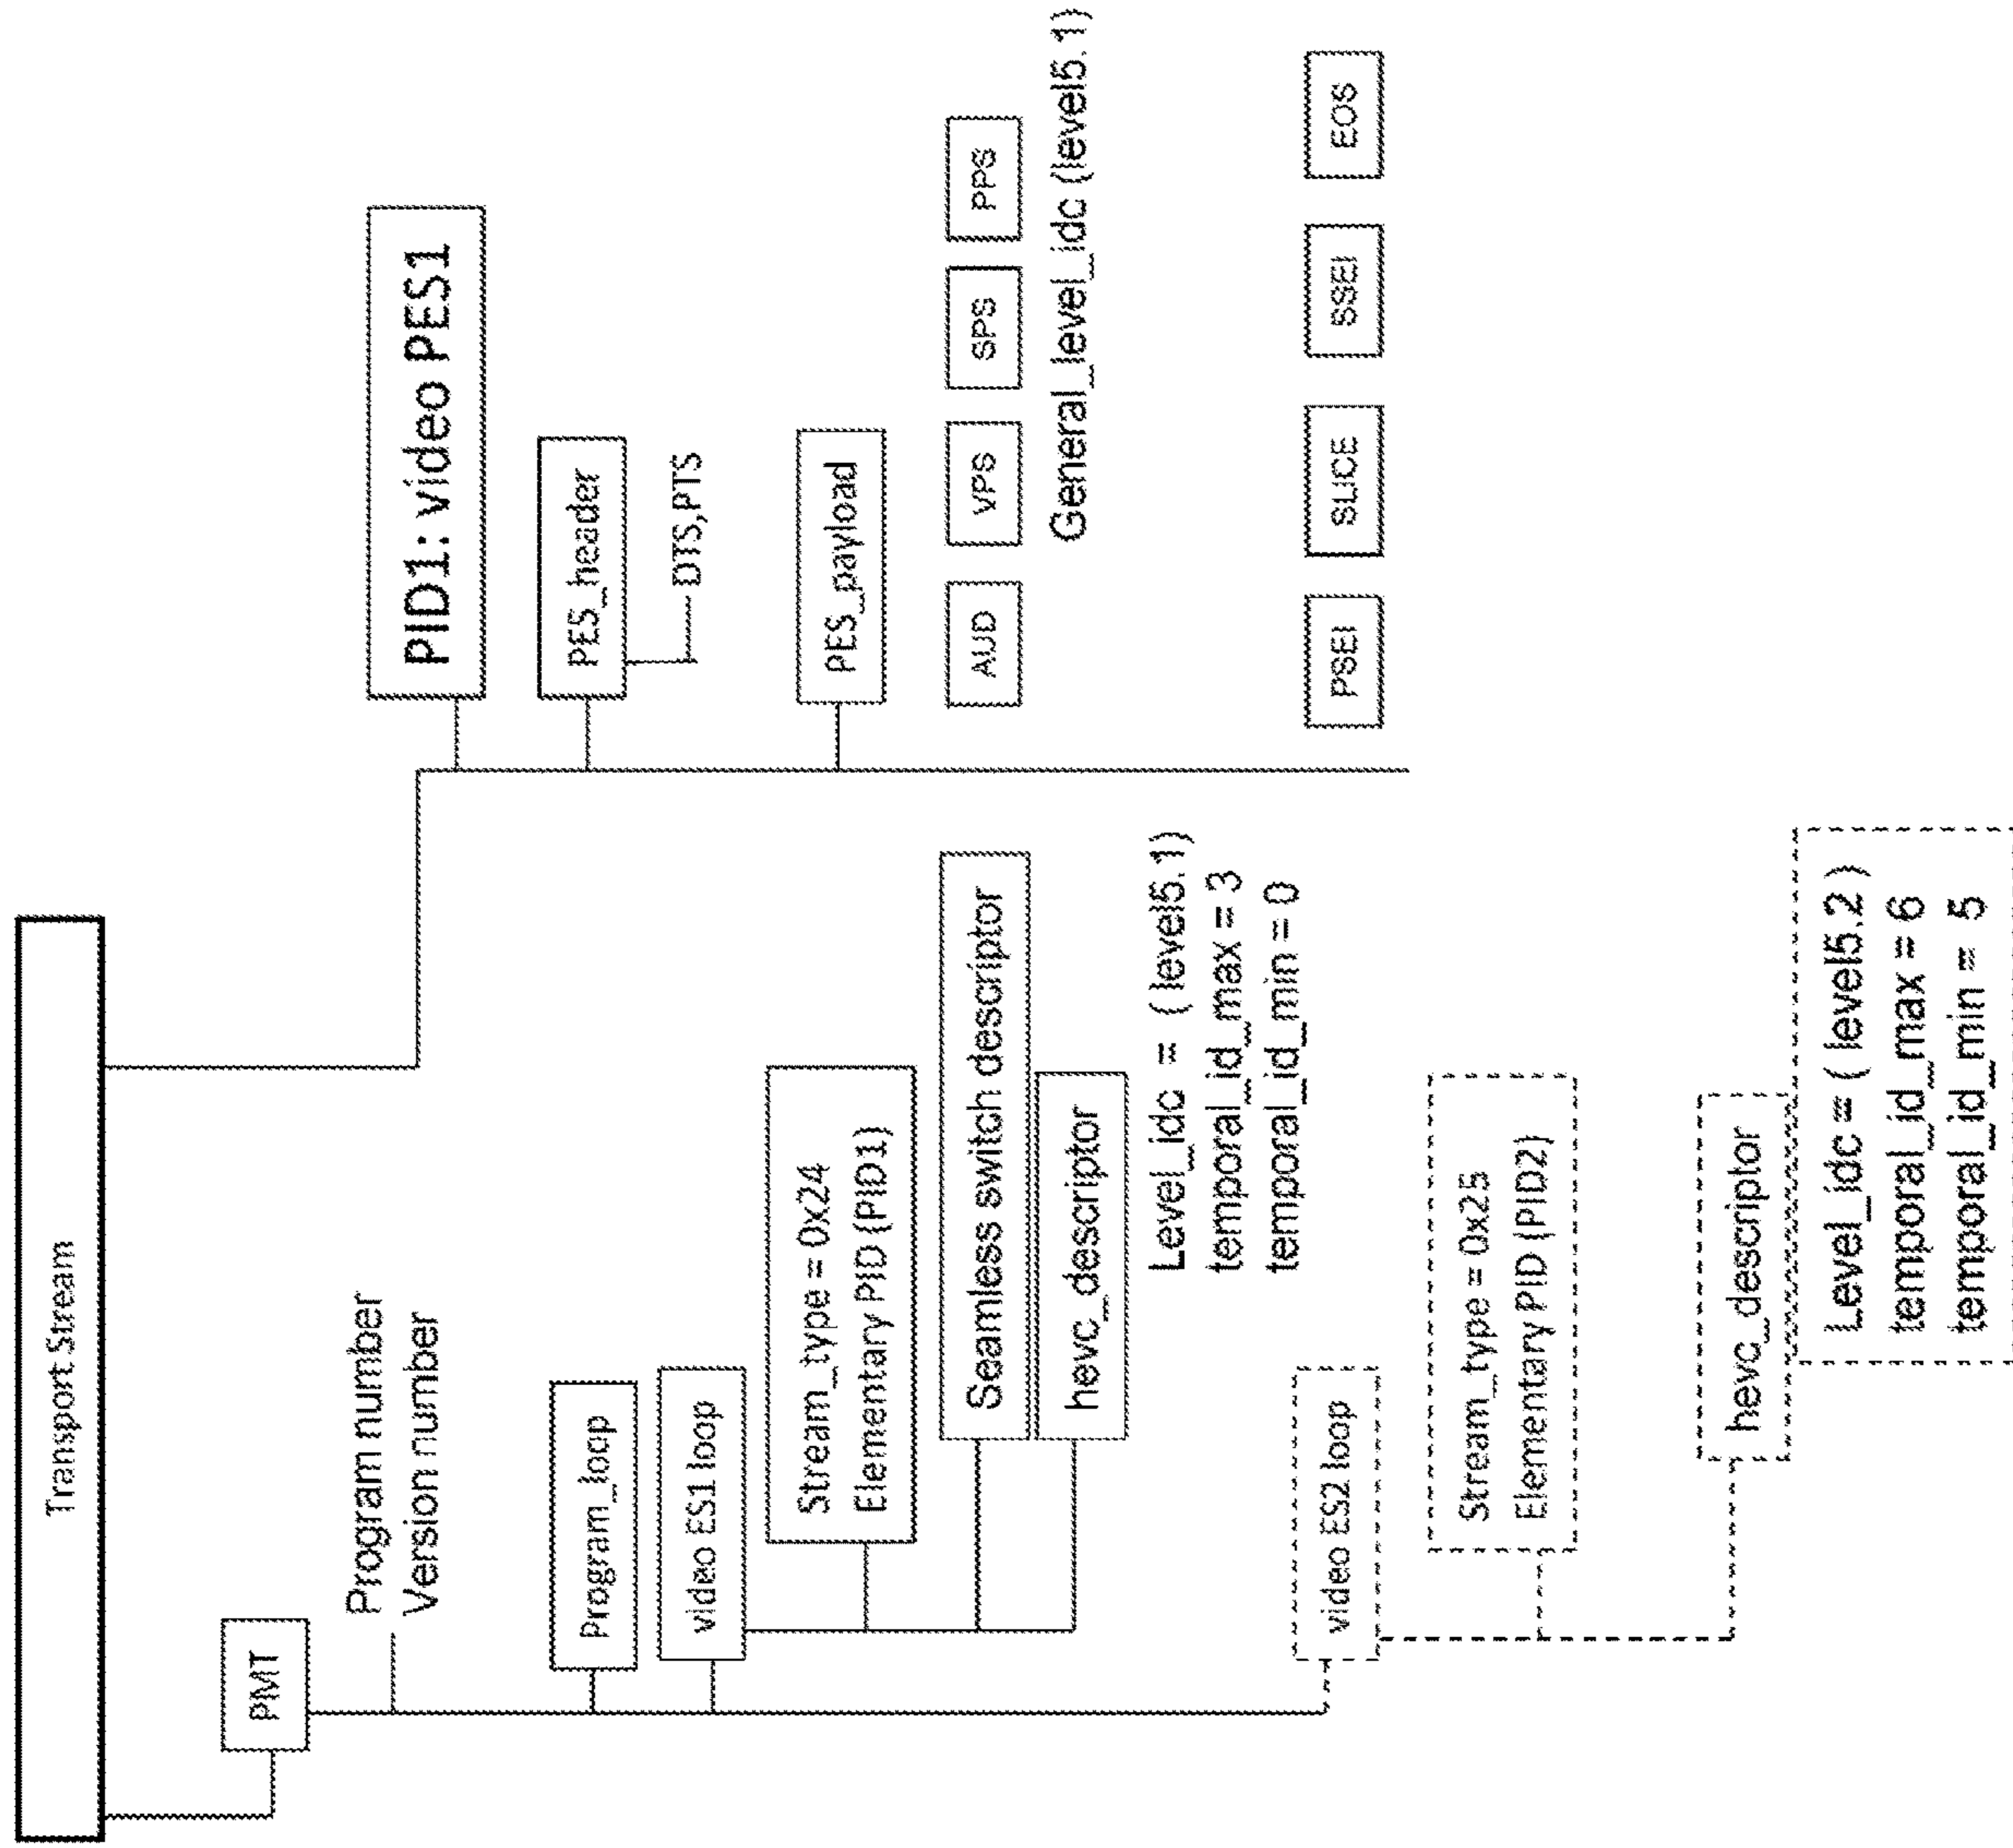 Transport Stream
PMT
Program number
Version number
Program_loop
video ES1 loop
Stream_type = 0x24
Elementary PID (PID1)
Seamless switch descriptor
hevc_descriptor
Level_idc = ( level5.1)
temporal_id_max = 3
temporal_id_min = 0
video ES2 loop
Stream_type = 0x25
Elementary PID (PID2)
hevc_descriptor
Level_idc = ( level5.2 )
temporal_id_max = 6
temporal_id_min = 5
PID1: video PES1
PES_header
DTS,PTS
PES_payload
AUD VPS SPS PPS
General_level_idc (level5.1)
PSEI SLICE SSEI EOS